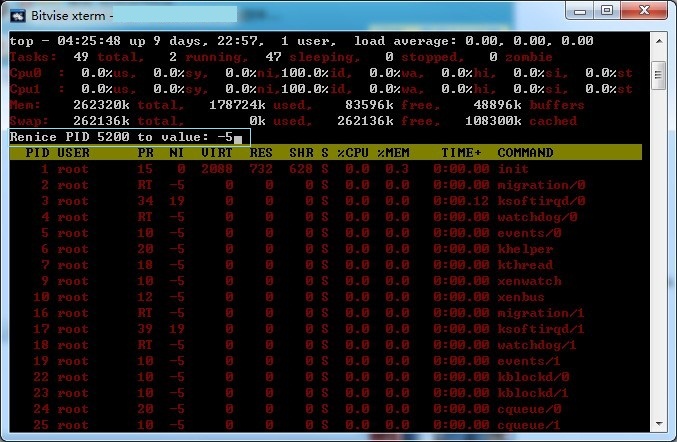 Bitvise xterm -
top - 04:25:48 up 9 days, 22:57,  1 user,  load average: 0.00, 0.00, 0.00
Tasks:  49 total,   2 running,  47 sleeping,   0 stopped,   0 zombie
Cpu0  :  0.0%us,  0.0%sy,  0.0%ni,100.0%id,  0.0%wa,  0.0%hi,  0.0%si,  0.0%st
Cpu1  :  0.0%us,  0.0%sy,  0.0%ni,100.0%id,  0.0%wa,  0.0%hi,  0.0%si,  0.0%st
Mem:    262320k total,   178724k used,    83596k free,    48896k buffers
Swap:   262136k total,        0k used,   262136k free,   108300k cached
Renice PID 5200 to value: -5
PID USER      PR  NI  VIRT  RES  SHR S %CPU %MEM    TIME+  COMMAND
1 root      15   0  2088  732  628 S  0.0  0.3   0:00.00 init
2 root      RT  -5     0    0    0 S  0.0  0.0   0:00.00 migration/0
3 root      34  19     0    0    0 S  0.0  0.0   0:00.12 ksoftirqd/0
4 root      RT  -5     0    0    0 S  0.0  0.0   0:00.00 watchdog/0
5 root      10  -5     0    0    0 S  0.0  0.0   0:00.00 events/0
6 root      20  -5     0    0    0 S  0.0  0.0   0:00.00 khelper
7 root      18  -5     0    0    0 S  0.0  0.0   0:00.00 kthread
9 root      10  -5     0    0    0 S  0.0  0.0   0:00.00 xenwatch
10 root      12  -5     0    0    0 S  0.0  0.0   0:00.00 xenbus
16 root      RT  -5     0    0    0 S  0.0  0.0   0:00.00 migration/1
17 root      39  19     0    0    0 S  0.0  0.0   0:00.00 ksoftirqd/1
18 root      RT  -5     0    0    0 S  0.0  0.0   0:00.00 watchdog/1
19 root      10  -5     0    0    0 S  0.0  0.0   0:00.00 events/1
22 root      10  -5     0    0    0 S  0.0  0.0   0:00.00 kblockd/0
23 root      10  -5     0    0    0 S  0.0  0.0   0:00.00 kblockd/1
24 root      20  -5     0    0    0 S  0.0  0.0   0:00.00 cqueue/0
25 root      10  -5     0    0    0 S  0.0  0.0   0:00.00 cqueue/1